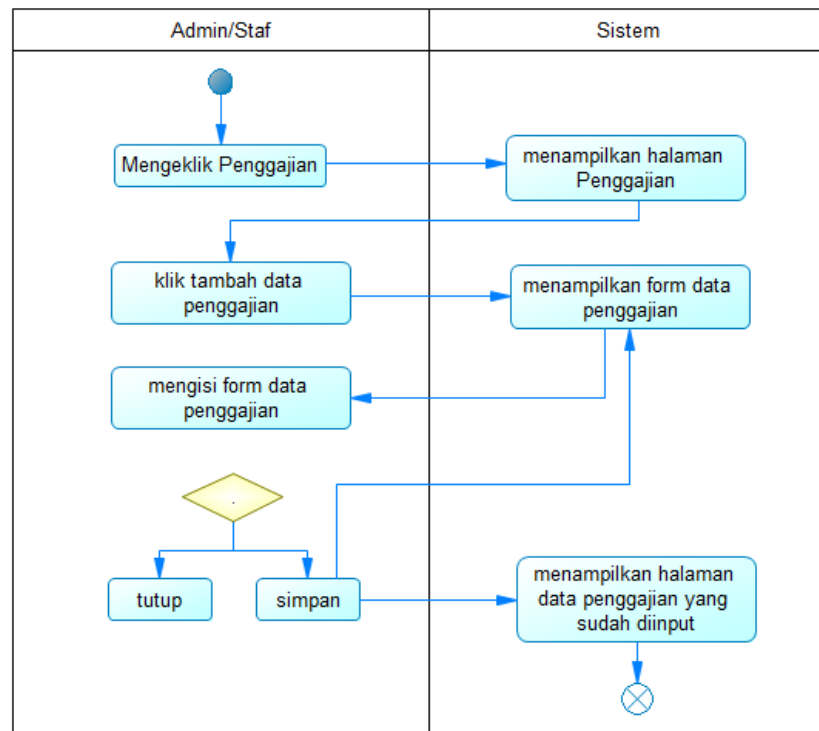 Admin/Staf
Sistem
Mengeklik Penggajian
menampilkan halaman
Penggajian
klik tambah data
penggajian
menampilkan form data
penggajian
mengisi form data
penggajian
.
tutup
simpan
menampilkan halaman
data penggajian yang
sudah diinput